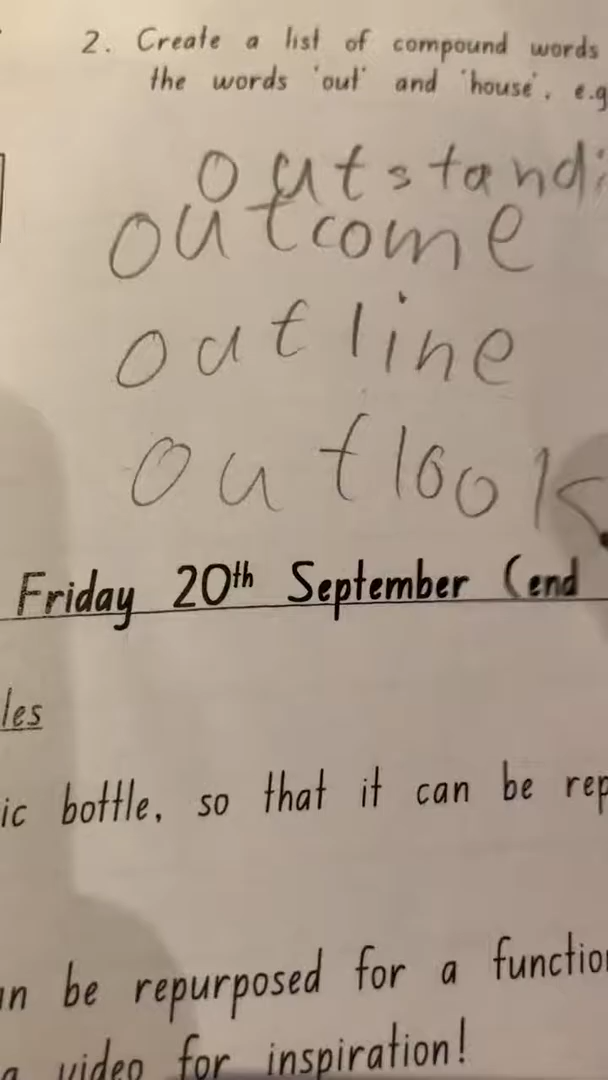 2. Create a list of compound words
the words 'out' and 'house'. e.g
outstandi
outcome
outline
outlook
Friday 20th September (end
les
ic bottle, so that it can be rep
an be repurposed for a functio
a video for inspiration!